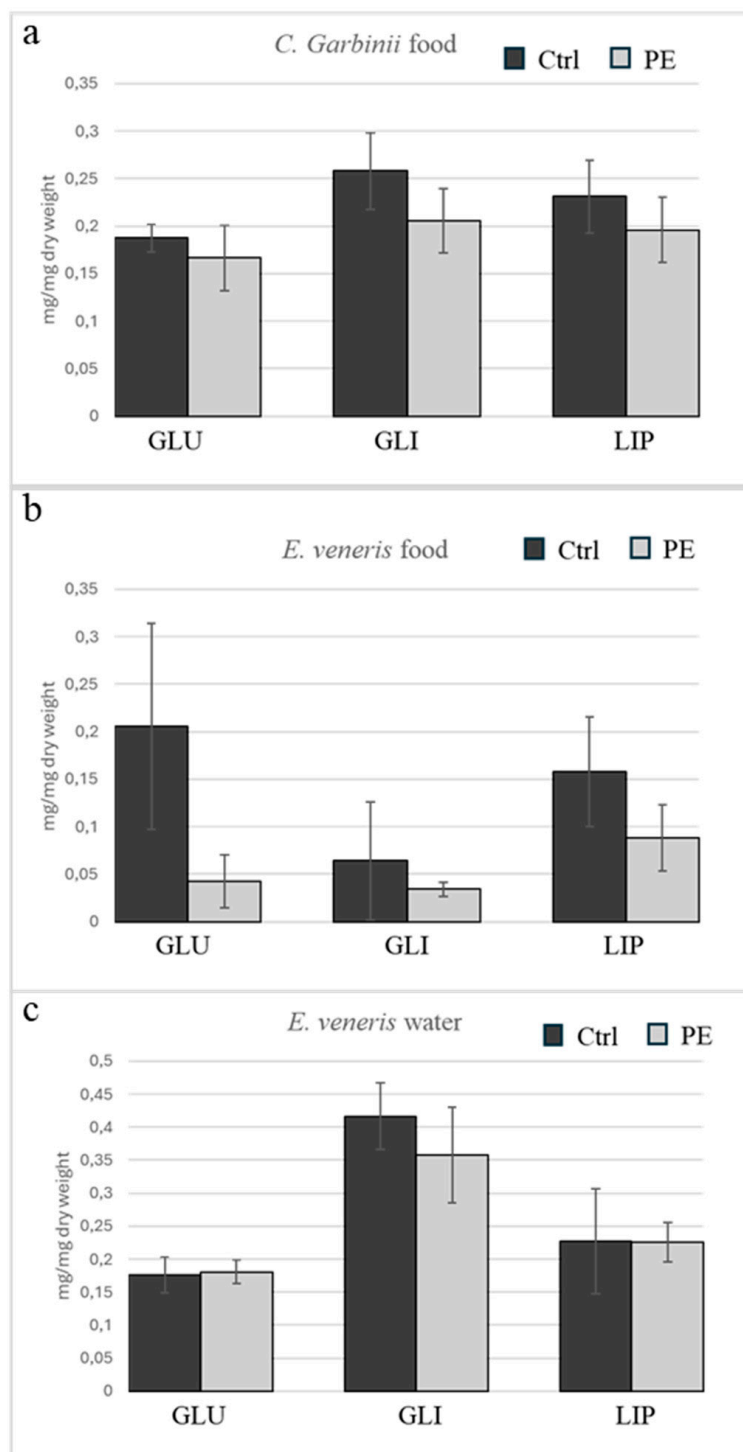 a
C. Garbinii food
Ctrl PE
0,35
0,3
0,25
0,2
0,15
0,1
0,05
0
mg/mg dry weight
GLU GLI LIP
b
E. veneris food
Ctrl PE
0,35
0,3
0,25
0,2
0,15
0,1
0,05
0
mg/mg dry weight
GLU GLI LIP
c
E. veneris water
Ctrl PE
0,5
0,45
0,4
0,35
0,3
0,25
0,2
0,15
0,1
0,05
0
mg/mg dry weight
GLU GLI LIP